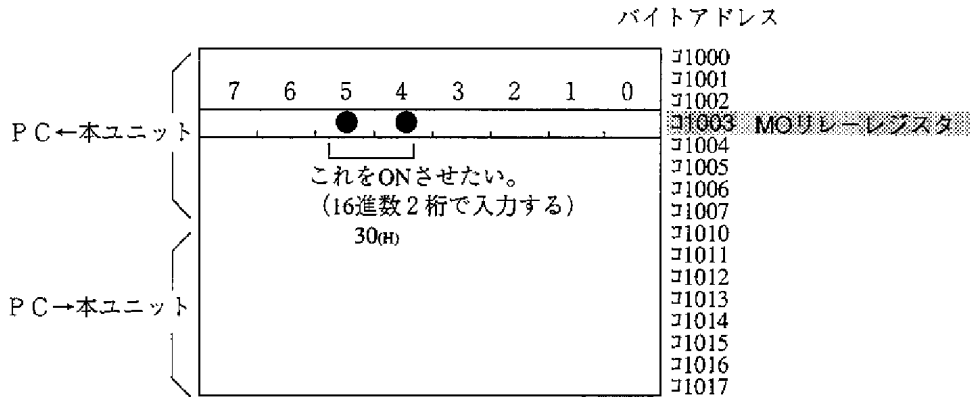 バイトアドレス
コ1000
コ1001
7 6 5 4 3 2 1 0
コ1002
PC←本ユニット
コ1003 MOリレーレジスタ
コ1004
これをONさせたい。
コ1005
(16進数2桁で入力する)
コ1006
30(H)
コ1007
コ1010
コ1011
コ1012
PC→本ユニット
コ1013
コ1014
コ1015
コ1016
コ1017